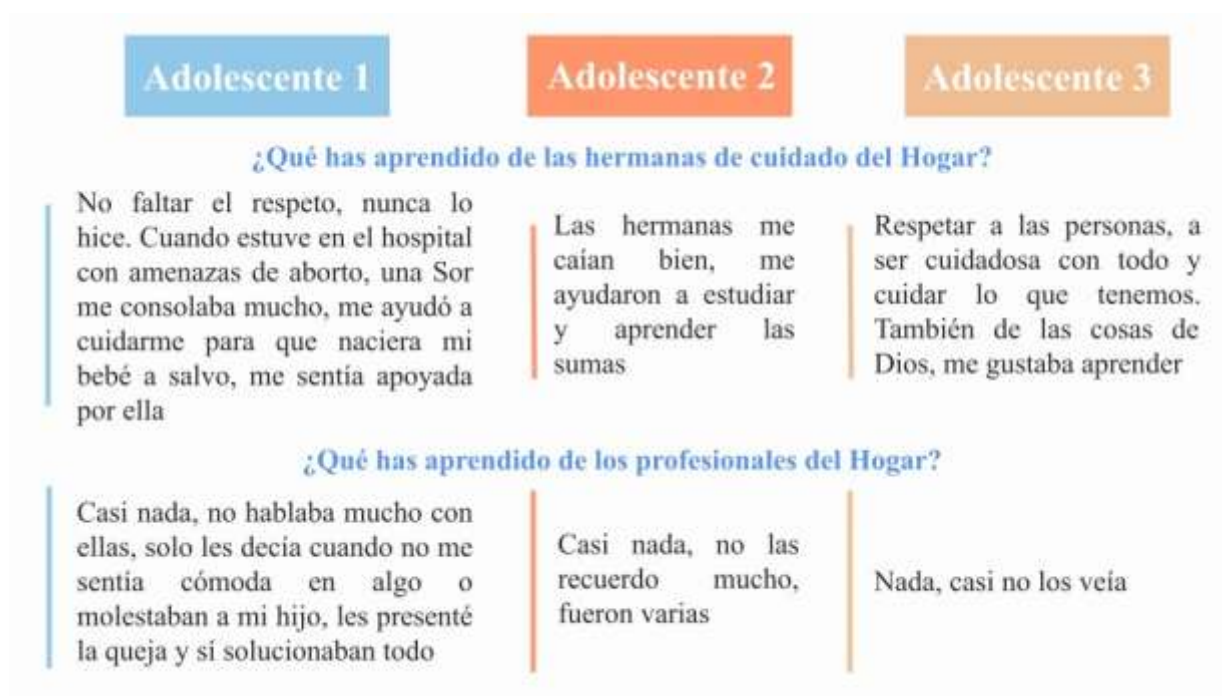 Adolescente 1
Adolescente 2
Adolescente 3
¿Qué has aprendido de las hermanas de cuidado del Hogar?
No faltar el respeto, nunca lo
hice. Cuando estuve en el hospital
con amenazas de aborto, una Sor
me consolaba mucho, me ayudó a
cuidarme para que naciera mi
bebé a salvo, me sentía apoyada
por ella
Las hermanas me
caían bien, me
ayudaron a estudiar
y aprender las
sumas
Respetar a las personas, a
ser cuidadosa con todo y
cuidar lo que tenemos.
También de las cosas de
Dios, me gustaba aprender
¿Qué has aprendido de los profesionales del Hogar?
Casi nada, no hablaba mucho con
ellas, solo les decía cuando no me
sentía cómoda en algo o
molestaban a mi hijo, les presenté
la queja y sí solucionaban todo
Casi nada, no las
recuerdo mucho,
fueron varias
Nada, casi no los veía